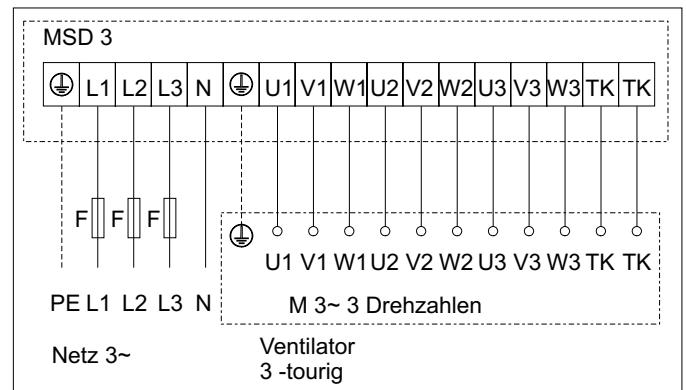 MSD 3
L1 L2 L3 N U1 V1 W1 U2 V2 W2 U3 V3 W3 TK TK
F F F
U1 V1 W1 U2 V2 W2 U3 V3 W3 TK TK
PE L1 L2 L3 N M 3~ 3 Drehzahlen
Netz 3~
Ventilator
3 -tourig